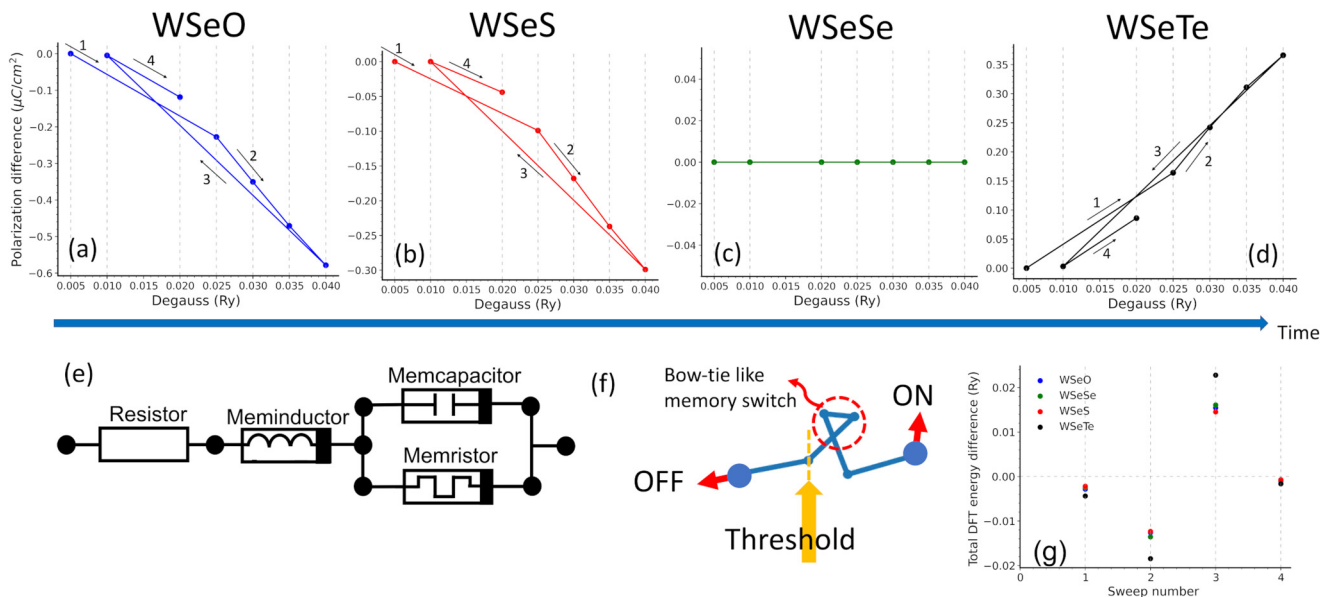 WSeO
WSeS
WSeSe
WSeTe
Polarization difference (μC/cm²)
0.0
−0.1
−0.2
−0.3
−0.4
−0.5
−0.6
1
4
2
3
(a)
0.005 0.010 0.015 0.020 0.025 0.030 0.035 0.040
Degauss (Ry)
0.00
−0.05
−0.10
−0.15
−0.20
−0.25
−0.30
1
4
2
3
(b)
0.005 0.010 0.015 0.020 0.025 0.030 0.035 0.040
Degauss (Ry)
0.04
0.02
0.00
−0.02
−0.04
(c)
0.005 0.010 0.015 0.020 0.025 0.030 0.035 0.040
Degauss (Ry)
0.35
0.30
0.25
0.20
0.15
0.10
0.05
0.00
3
2
1
4
(d)
0.005 0.010 0.015 0.020 0.025 0.030 0.035 0.040
Degauss (Ry)
Time
(e)
Resistor
Meminductor
Memcapacitor
Memristor
(f)
Bow-tie like
memory switch
ON
OFF
Threshold
Total DFT energy difference (Ry)
0.02
0.01
0.00
−0.01
−0.02
WSeO
WSeSe
WSeS
WSeTe
(g)
0 1 2 3 4
Sweep number